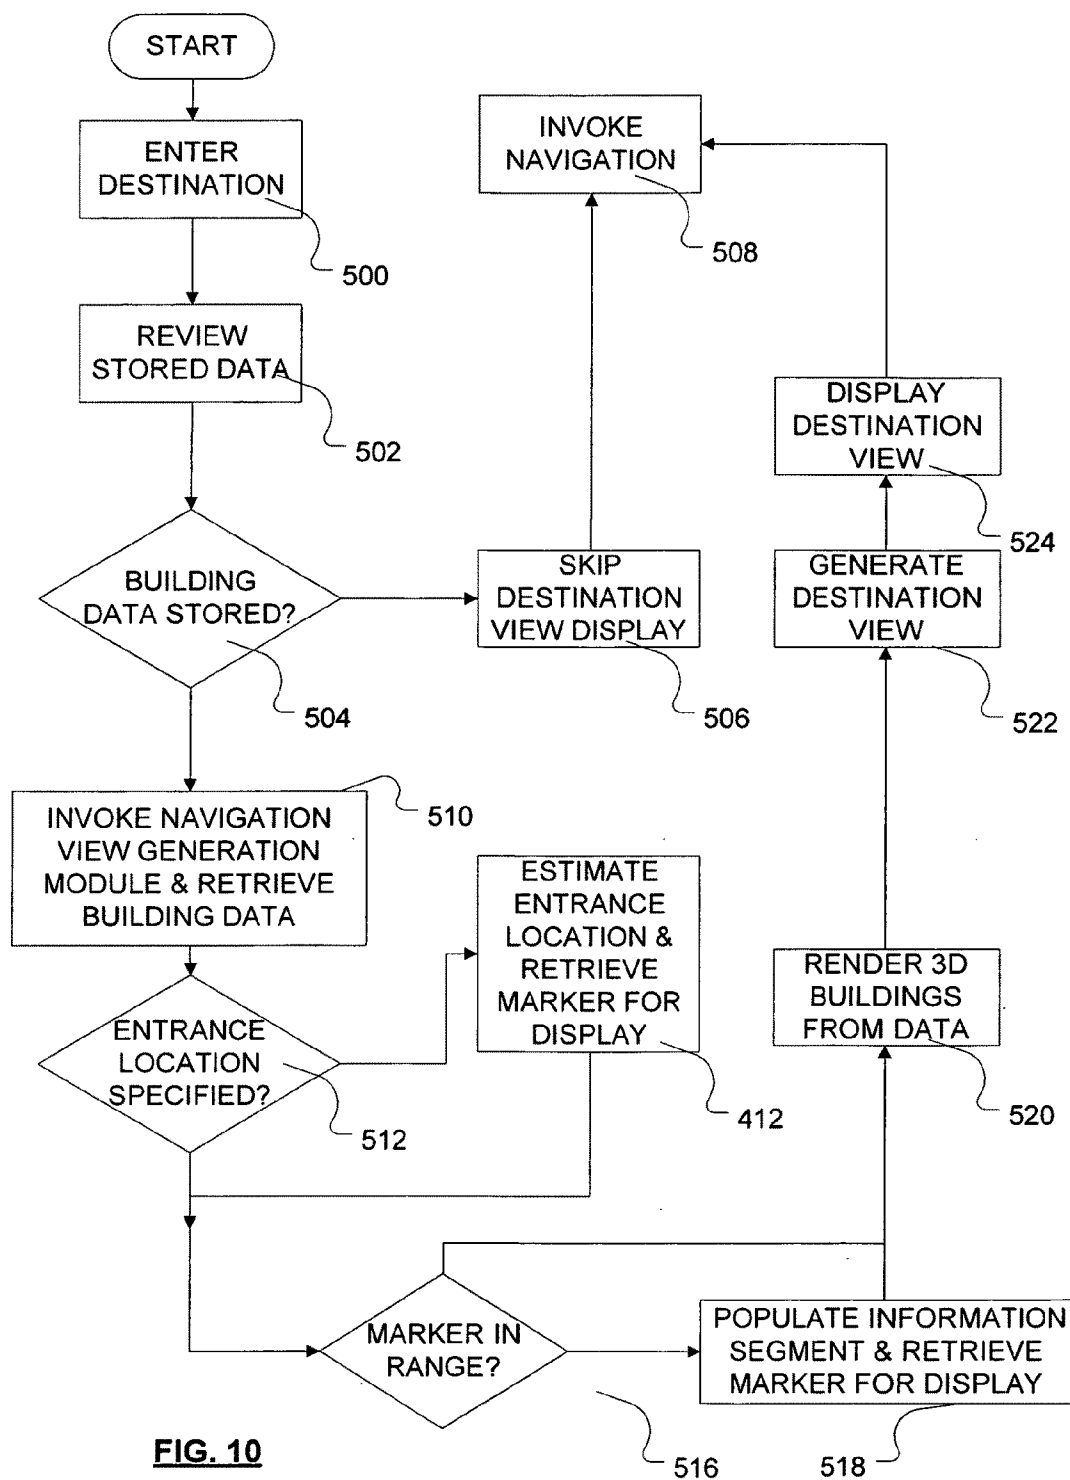 START
ENTER
DESTINATION
500
REVIEW
STORED DATA
502
BUILDING
DATA STORED?
504
SKIP
DESTINATION
VIEW DISPLAY
506
INVOKE
NAVIGATION
508
INVOKE NAVIGATION
VIEW GENERATION
MODULE & RETRIEVE
BUILDING DATA
510
ENTRANCE
LOCATION
SPECIFIED?
512
ESTIMATE
ENTRANCE
LOCATION &
RETRIEVE
MARKER FOR
DISPLAY
412
MARKER IN
RANGE?
516
POPULATE INFORMATION
SEGMENT & RETRIEVE
MARKER FOR DISPLAY
518
RENDER 3D
BUILDINGS
FROM DATA
520
GENERATE
DESTINATION
VIEW
522
DISPLAY
DESTINATION
VIEW
524
FIG. 10